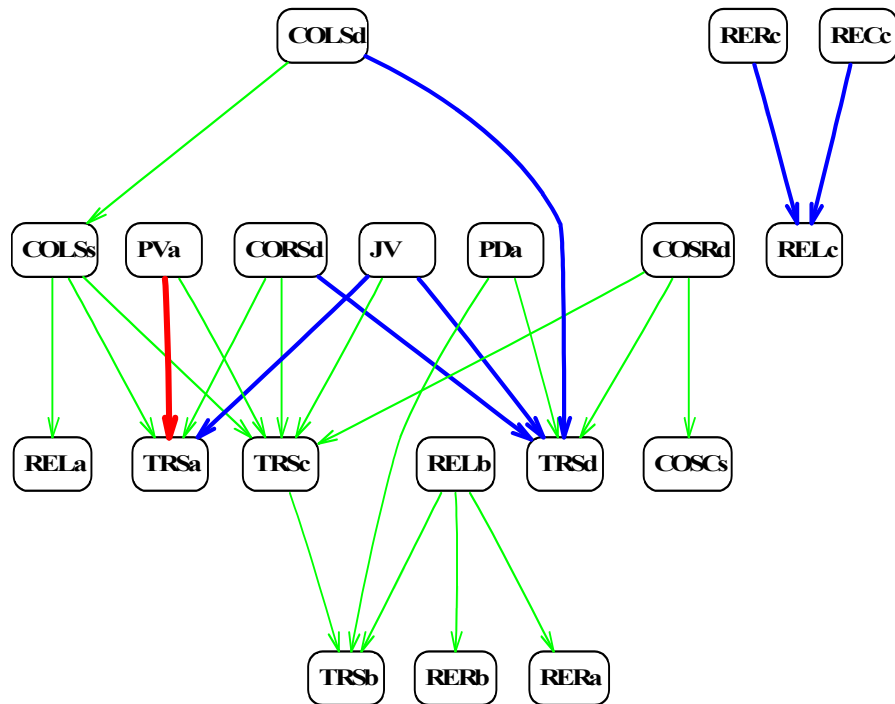 COLSd RERc RECc
COLSs PVa CORSd JV PDa COSRd RELc
RELa TRSa TRSc RELb TRSd COSCs
TRSb RERb RERa